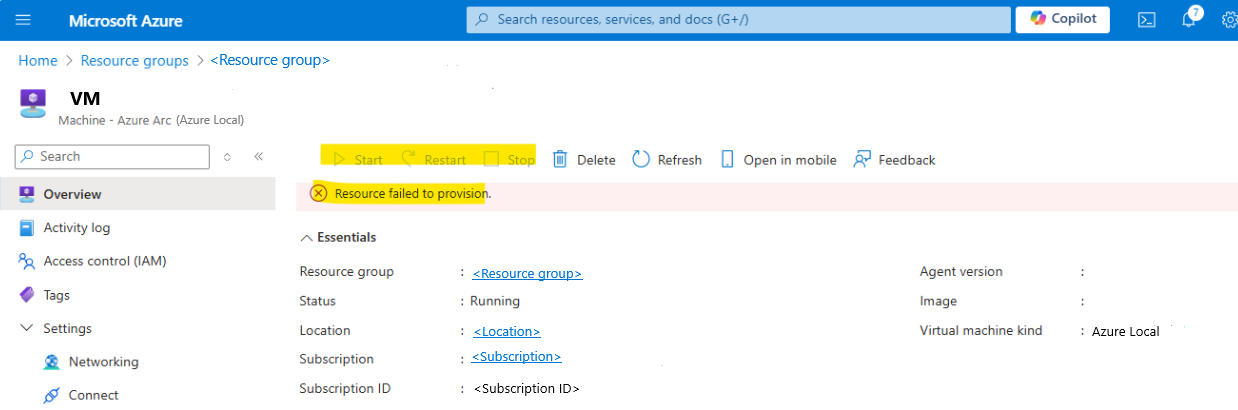 Microsoft Azure
Search resources, services, and docs (G+/)
Copilot
7
Home > Resource groups > <Resource group>
VM
Machine - Azure Arc (Azure Local)
Search
Start Restart Stop Delete Refresh Open in mobile Feedback
Overview
Resource failed to provision.
Activity log
Essentials
Access control (IAM)
Resource group : <Resource group>
Agent version :
Tags
Status : Running
Image :
Settings
Location : <Location>
Virtual machine kind : Azure Local
Networking
Subscription : <Subscription>
Connect
Subscription ID : <Subscription ID>